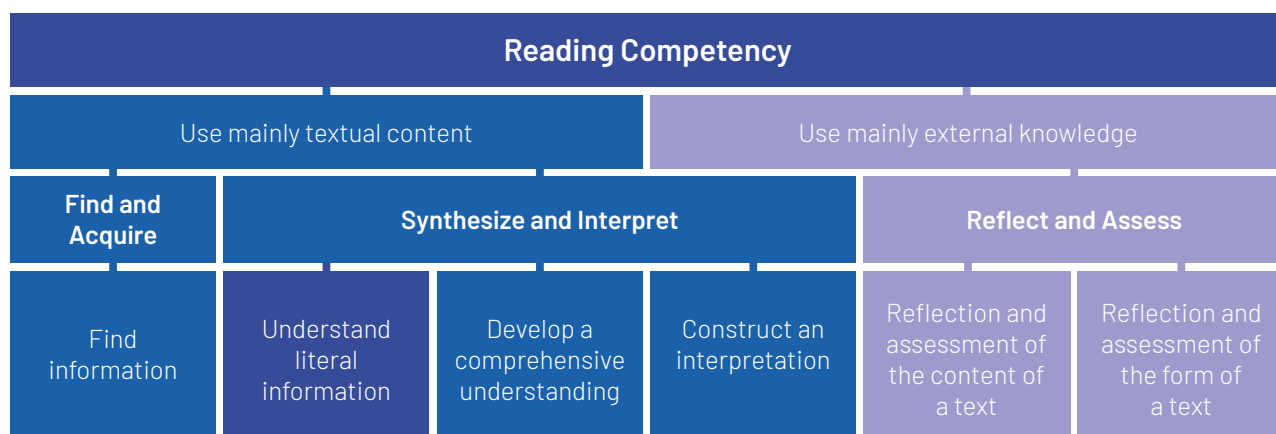 Reading Competency
Use mainly textual content
Use mainly external knowledge
Find and
Acquire
Synthesize and Interpret
Reflect and Assess
Find
information
Understand
literal
information
Develop a
comprehensive
understanding
Construct an
interpretation
Reflection and
assessment of
the content of
a text
Reflection and
assessment of
the form of
a text